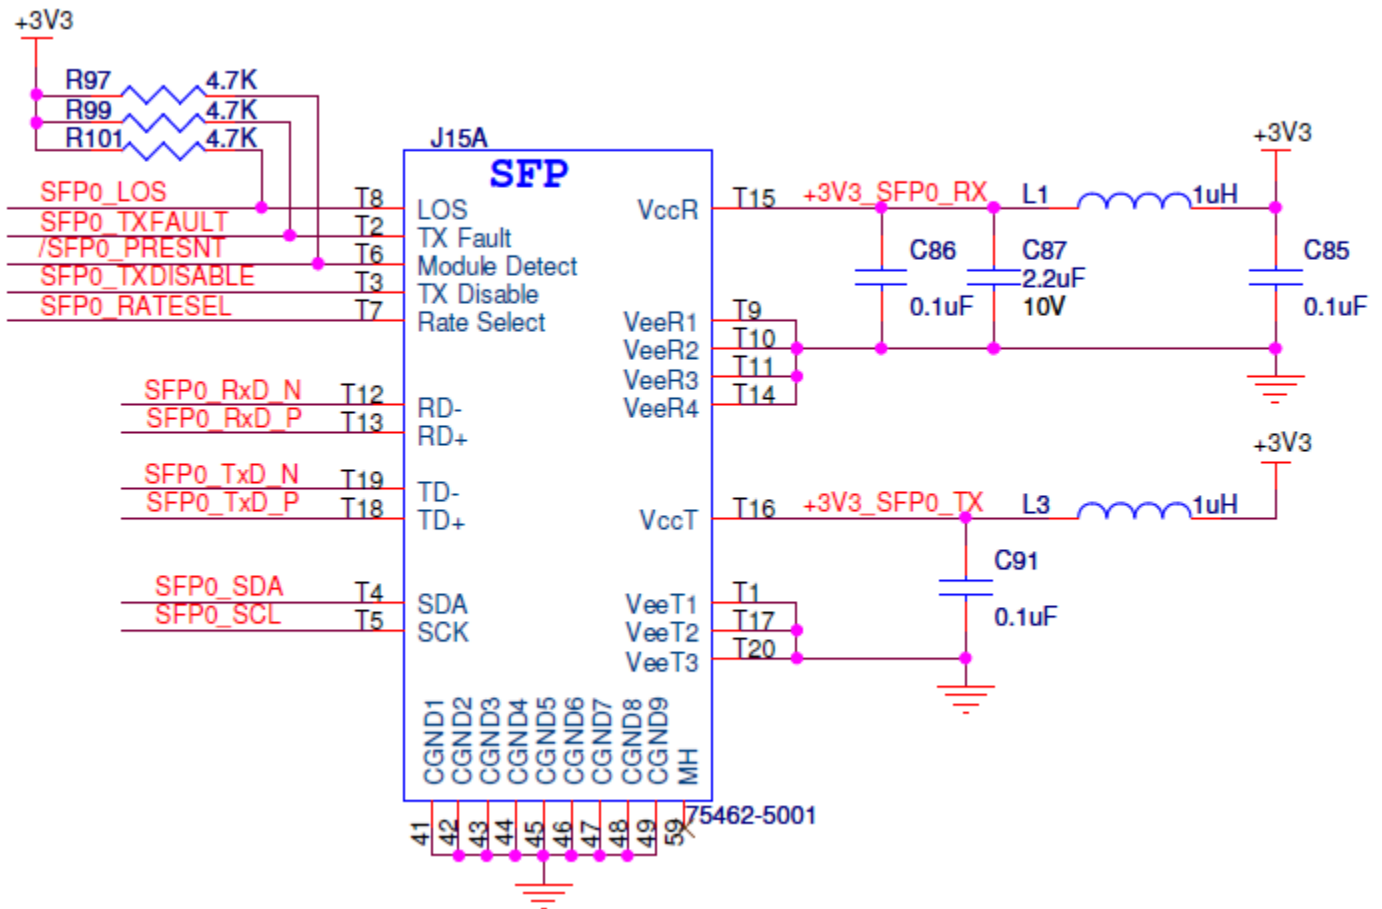 +3V3
R97 4.7K
R99 4.7K
R101 4.7K
J15A
SFP
+3V3
SFP0_LOS T8 LOS
SFP0_TXFAULT T2 TX Fault
/SFP0_PRESNT T6 Module Detect
SFP0_TXDISABLE T3 TX Disable
SFP0_RATESEL T7 Rate Select
VccR T15 +3V3_SFP0_RX L1 1uH
C86 0.1uF
C87 2.2uF 10V
C85 0.1uF
VeeR1 T9
VeeR2 T10
VeeR3 T11
VeeR4 T14
SFP0_RxD_N T12 RD-
SFP0_RxD_P T13 RD+
+3V3
SFP0_TxD_N T19 TD-
SFP0_TxD_P T18 TD+
VccT T16 +3V3_SFP0_TX L3 1uH
C91 0.1uF
SFP0_SDA T4 SDA
SFP0_SCL T5 SCK
VeeT1 T1
VeeT2 T17
VeeT3 T20
CGND1 CGND2 CGND3 CGND4 CGND5 CGND6 CGND7 CGND8 CGND9 MH
75462-5001
41 42 43 44 45 46 47 48 49 59